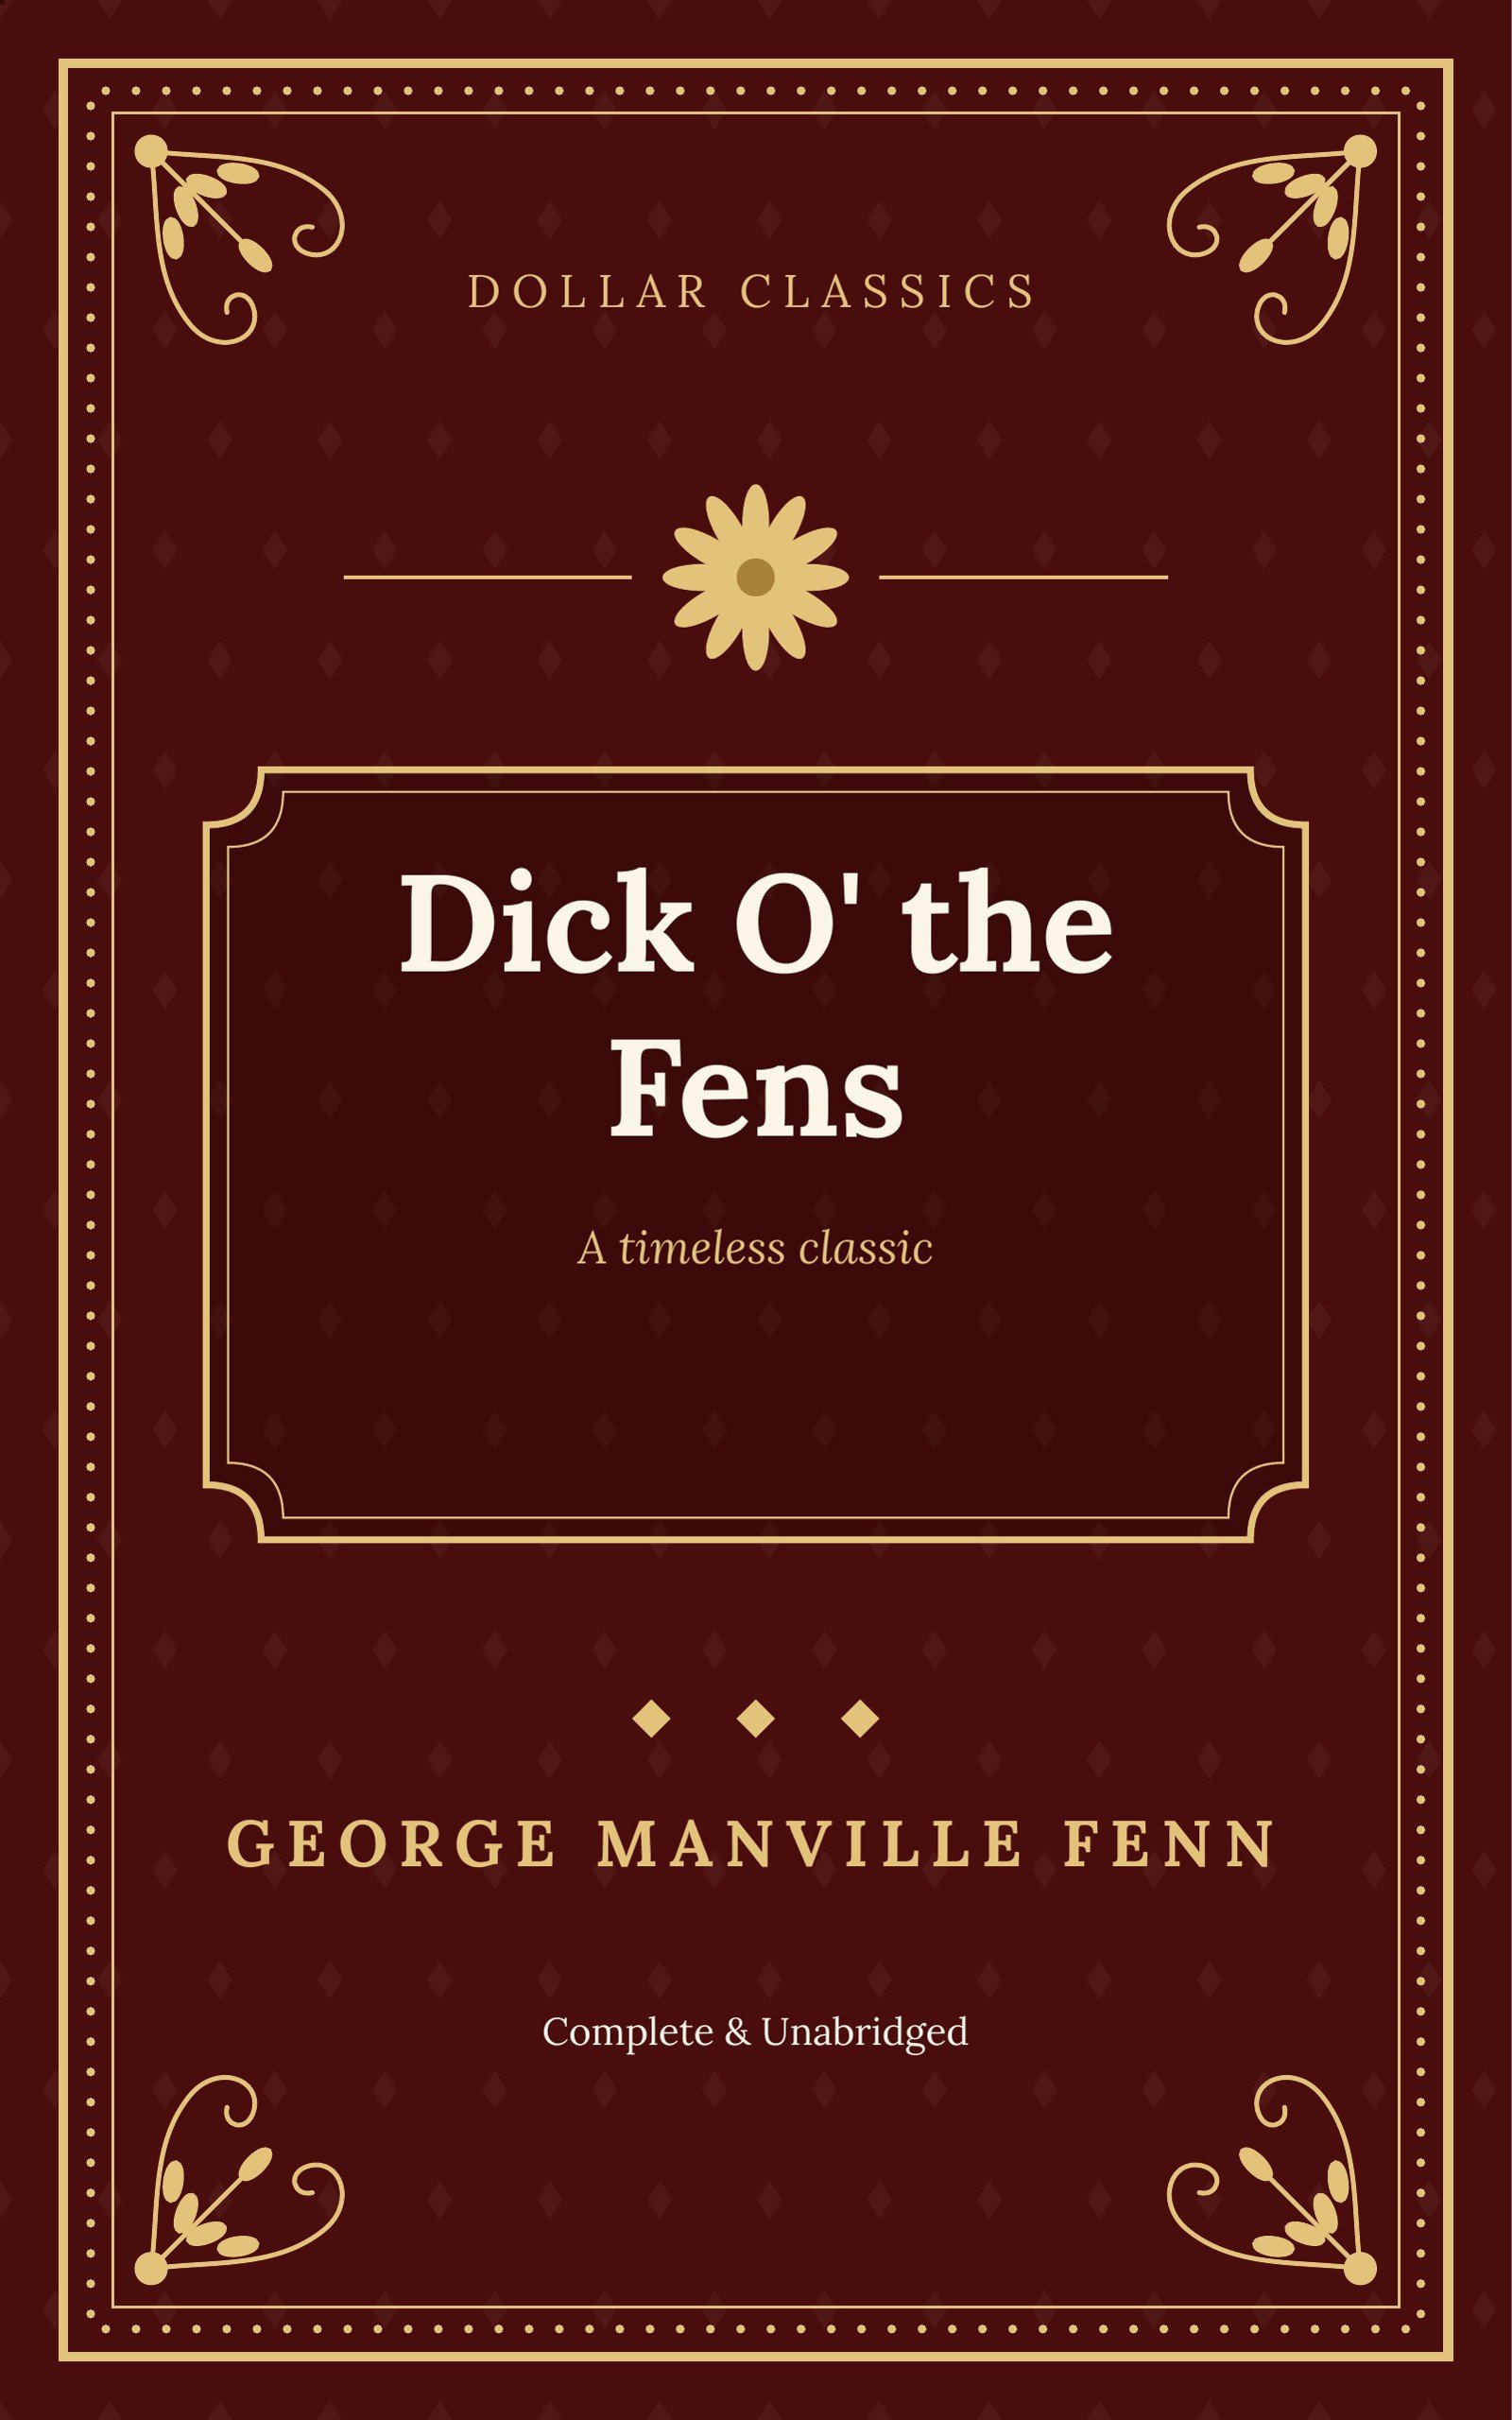 DOLLAR CLASSICS
Dick O' the
Fens
A timeless classic
GEORGE MANVILLE FENN
Complete & Unabridged